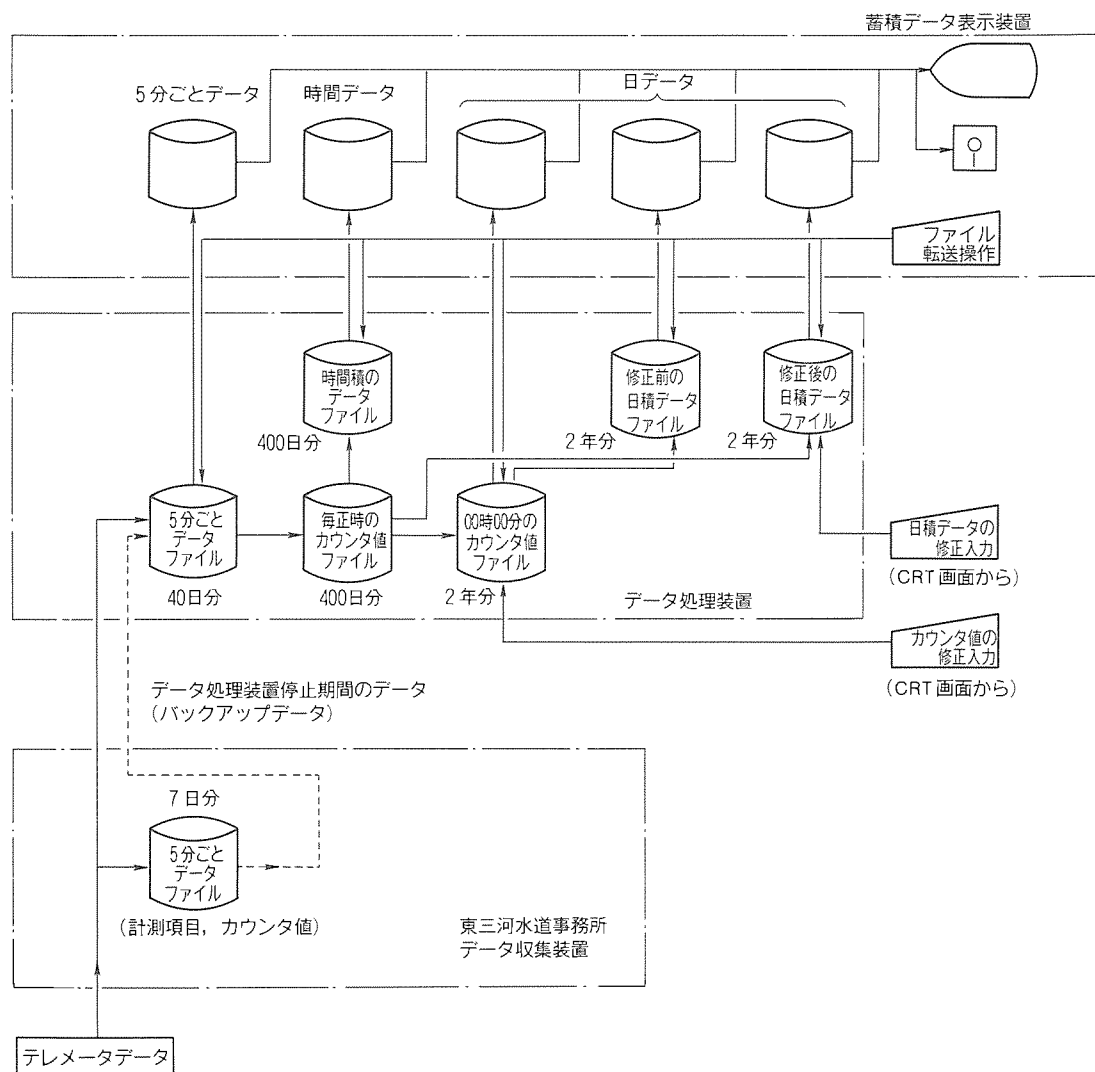 蓄積データ表示装置
5分ごとデータ
時間データ
日データ
ファイル
転送操作
時間積の
データ
ファイル
400日分
修正前の
日積データ
ファイル
2年分
修正後の
日積データ
ファイル
2年分
5分ごと
データ
ファイル
40日分
毎正時の
カウンタ値
ファイル
400日分
00時00分の
カウンタ値
ファイル
2年分
データ処理装置
日積データの
修正入力
(CRT画面から)
カウンタ値の
修正入力
(CRT画面から)
データ処理装置停止期間のデータ
(バックアップデータ)
7日分
5分ごと
データ
ファイル
(計測項目,カウンタ値)
東三河水道事務所
データ収集装置
テレメータデータ